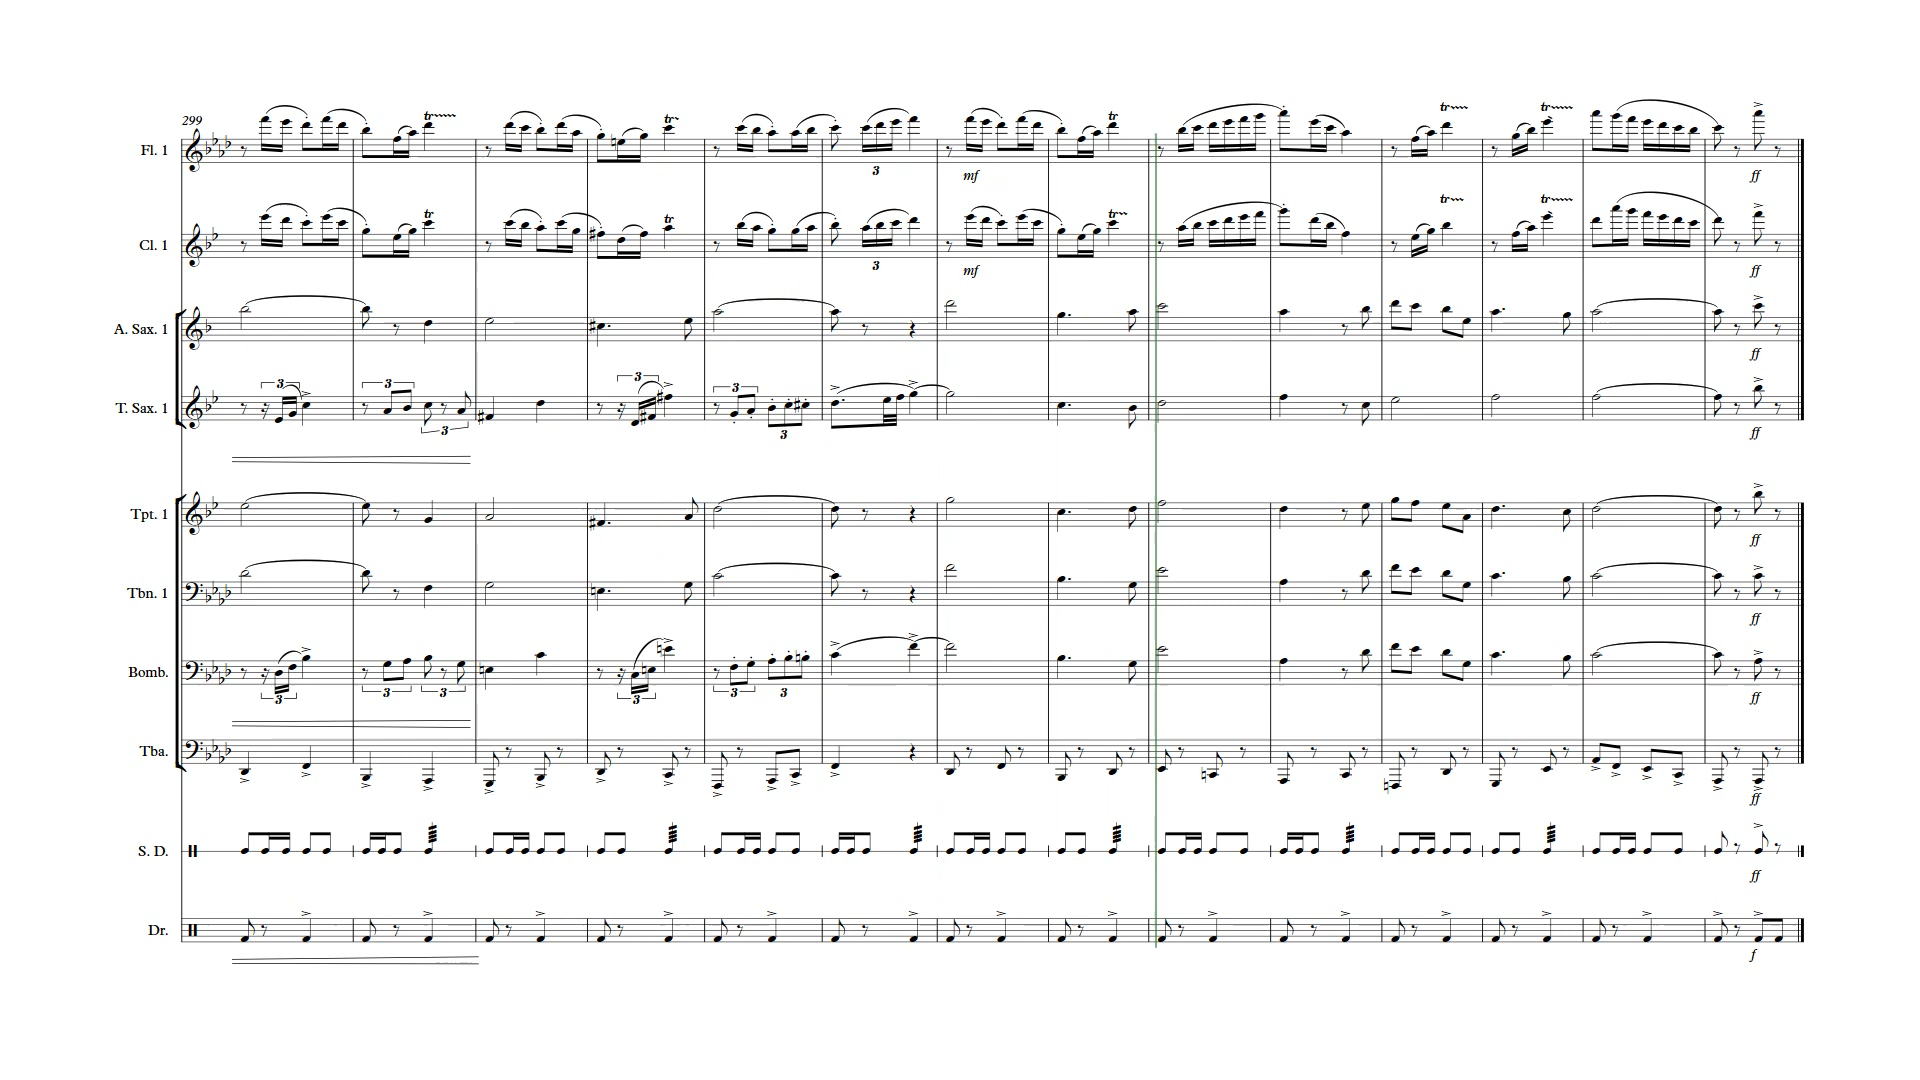 299
tr tr tr tr tr tr
Fl. 1
3
mf ff
tr tr tr tr tr
Cl. 1
3
mf ff
A. Sax. 1
ff
3 3 3 3
T. Sax. 1
3 3
ff
Tpt. 1
ff
Tbn. 1
ff
Bomb.
3 3 3 3 3 3
ff
Tba.
ff
S. D.
ff
Dr.
f